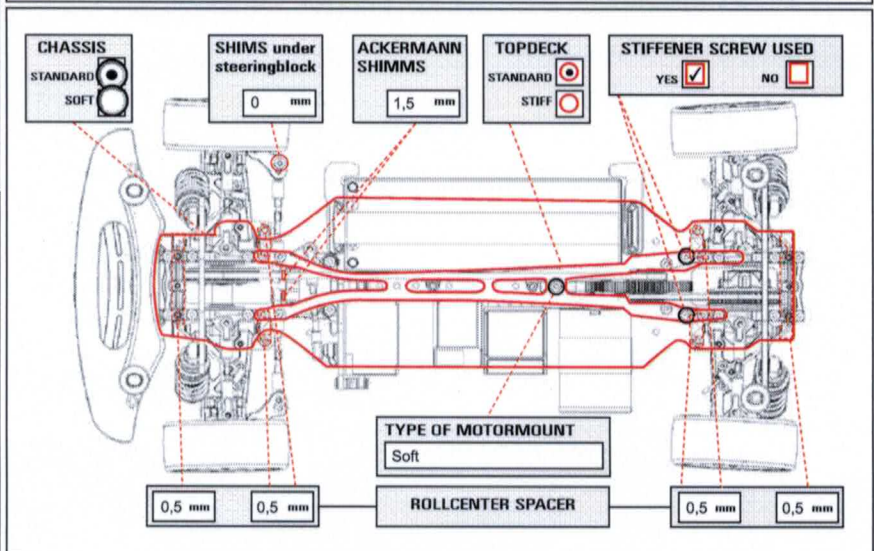 CHASSIS
STANDARD
SOFT
SHIMS under
steeringblock
0 mm
ACKERMANN
SHIMMS
1,5 mm
TOPDECK
STANDARD
STIFF
STIFFENER SCREW USED
YES NO
TYPE OF MOTORMOUNT
Soft
0,5 mm 0,5 mm
ROLLCENTER SPACER
0,5 mm 0,5 mm